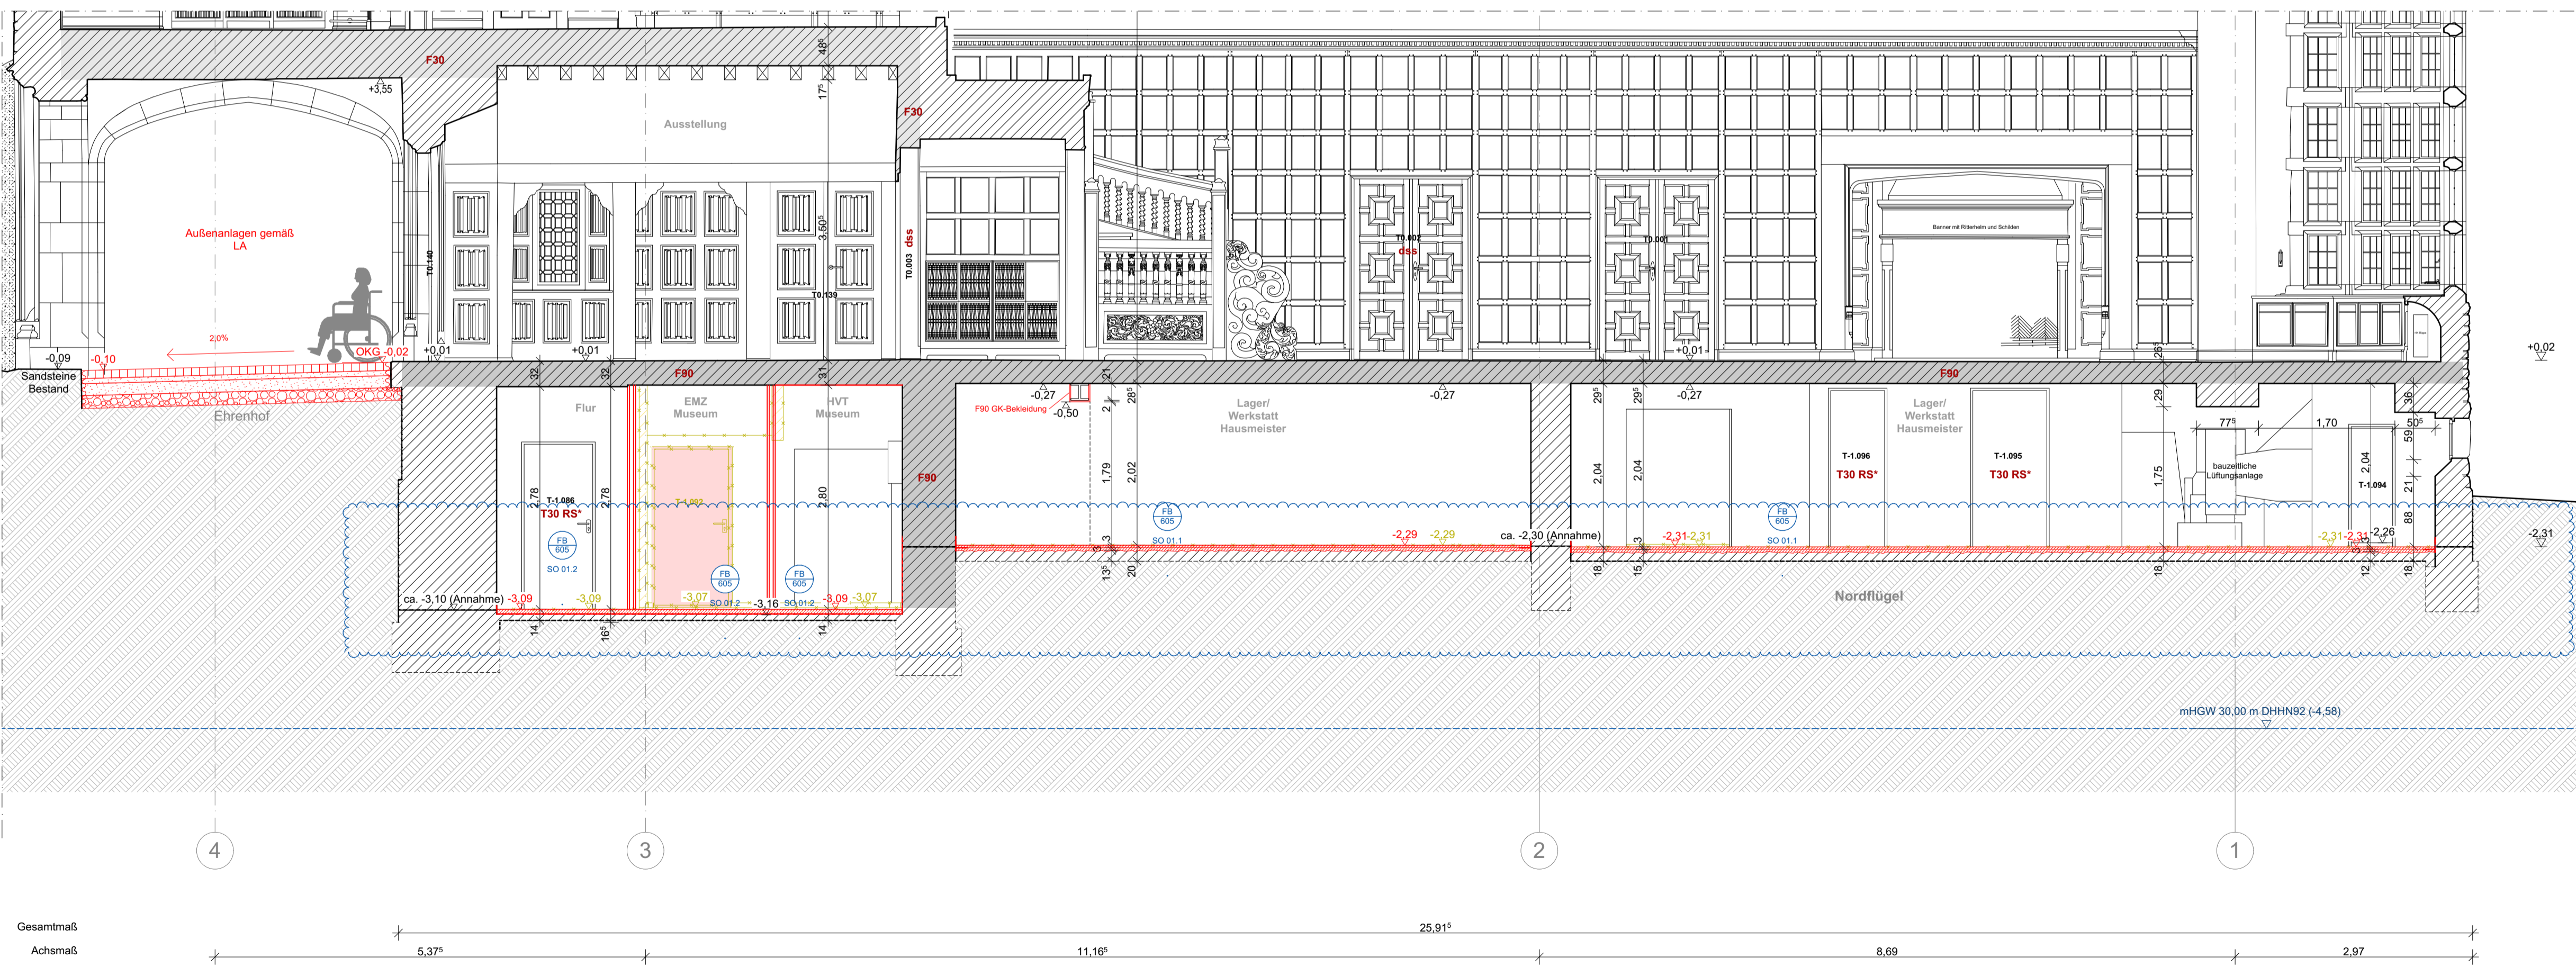 48⁵
F30
+3,55
17⁵
F30
Ausstellung
Außenanlagen gemäß
LA
T0.140
3,50⁵
T0.139
T0.003 dss
T0.002
dss
T0.001
Banner mit Ritterhelm und Schilden
2,0%
-0,09
-0,10
OKG -0,02
+0,01
+0,01
+0,01
26⁵
+0,02
Sandsteine
Bestand
32
32
F90
31
21
F90
Ehrenhof
Flur
EMZ
Museum
HVT
Museum
-0,27
F90 GK-Bekleidung
-0,50
2
28⁵
Lager/
Werkstatt
Hausmeister
-0,27
29⁵
29⁵
-0,27
Lager/
Werkstatt
Hausmeister
29
36
77⁵
1,70
50⁵
59
F90
2,78
2,78
2,80
1,79
2,02
2,04
2,04
1,75
2,04
21
88
T-1.086
T30 RS*
T-1.092
T-1.096
T30 RS*
T-1.095
T30 RS*
bauzeitliche
Lüftungsanlage
T-1.094
FB
605
SO 01.2
FB
605
SO 01.2
FB
605
SO 01.2
FB
605
SO 01.1
FB
605
SO 01.1
-2,29
-2,29
ca. -2,30 (Annahme)
-2,31
-2,31
-2,31
-2,31
-2,26
-2,31
3
3
3
3
3
13⁵
20
18
15
18
12
18
ca. -3,10 (Annahme)
-3,09
-3,09
-3,07
-3,16
-3,09
-3,07
14
16⁵
14
Nordflügel
mHGW 30,00 m DHHN92 (-4,58)
4
3
2
1
Gesamtmaß
25,91⁵
Achsmaß
5,37⁵
11,16⁵
8,69
2,97